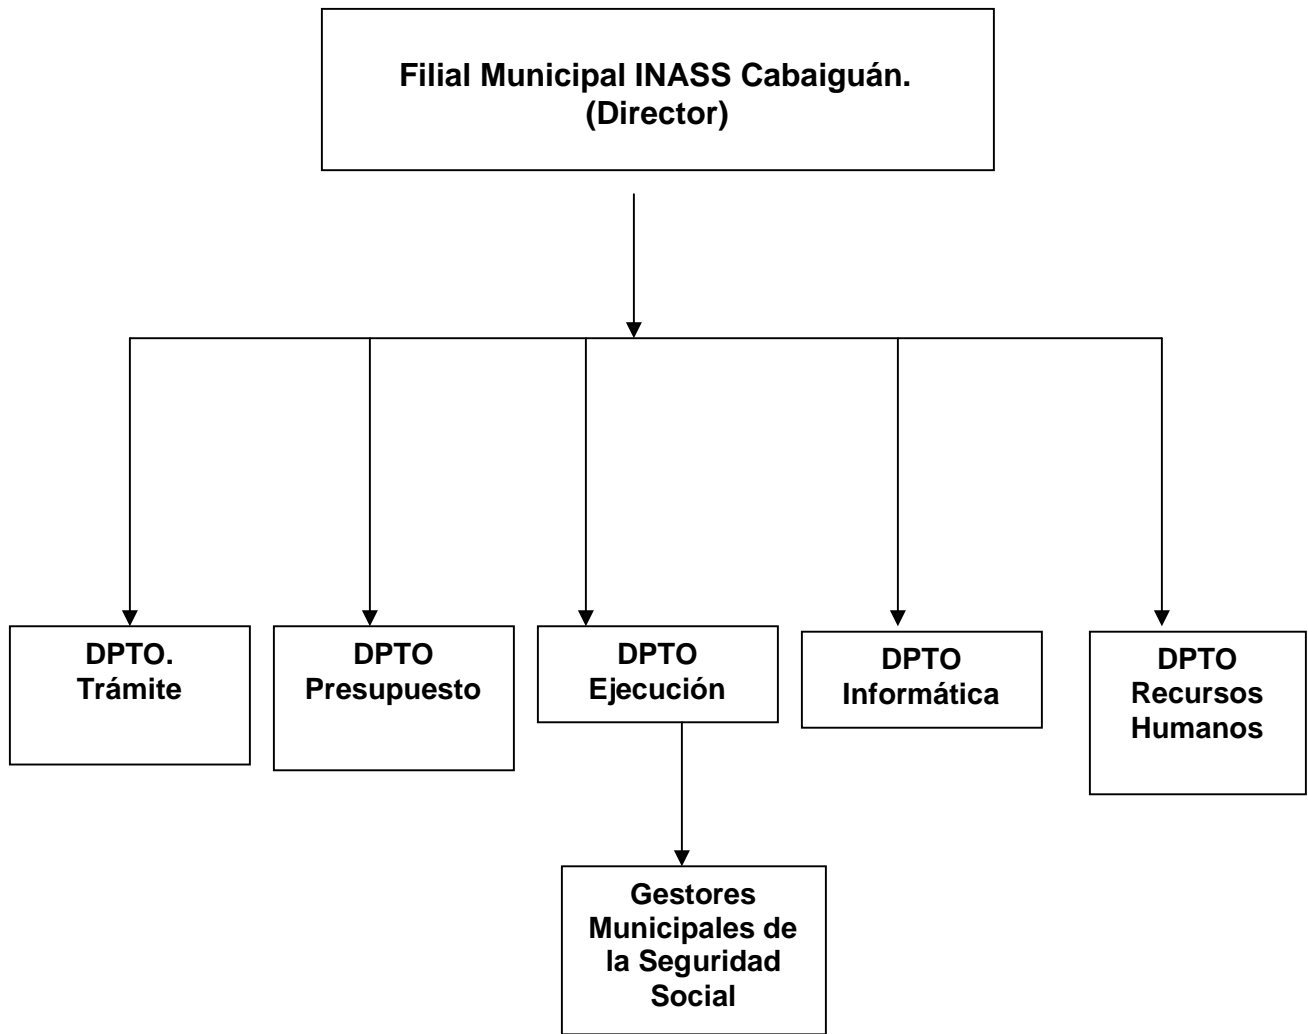 Filial Municipal INASS Cabaiguán.
(Director)
DPTO.
Trámite
DPTO
Presupuesto
DPTO
Ejecución
DPTO
Informática
DPTO
Recursos
Humanos
Gestores
Municipales de
la Seguridad
Social